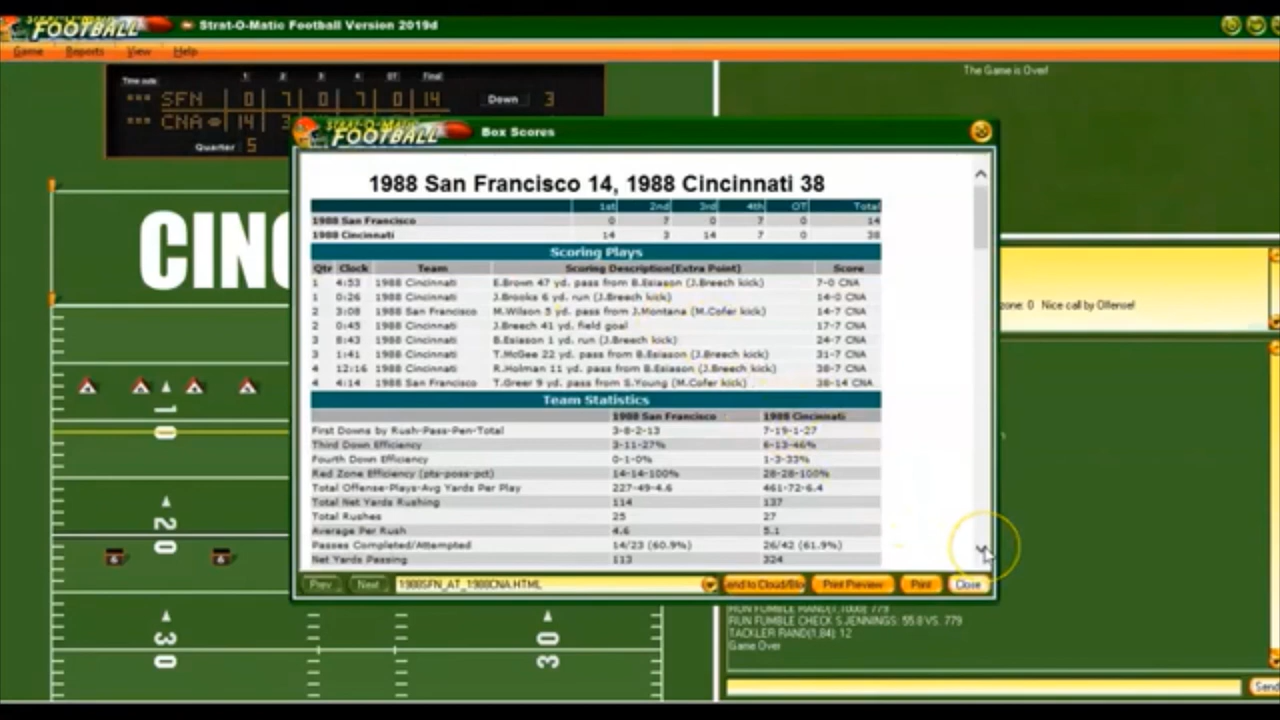 FOOTBALL Strat-O-Matic Football Version 2019d
Game Reports View Help
The Game is Over!
Time outs 1 2 3 4 OT Final
*** SFN 0 7 0 7 0 14 Down 3
*** CNA 14 3
Quarter 5
STRAT-O-MATIC
FOOTBALL Box Scores
1988 San Francisco 14, 1988 Cincinnati 38
1st 2nd 3rd 4th OT Total
1988 San Francisco 0 7 0 7 0 14
1988 Cincinnati 14 3 14 7 0 38
Scoring Plays
Qtr Clock Team Scoring Description(Extra Point) Score
1 4:53 1988 Cincinnati E.Brown 47 yd. pass from B.Esiason (J.Breech kick) 7-0 CNA
1 0:26 1988 Cincinnati J.Brooks 6 yd. run (J.Breech kick) 14-0 CNA
2 3:08 1988 San Francisco M.Wilson 5 yd. pass from J.Montana (M.Cofer kick) 14-7 CNA
2 0:45 1988 Cincinnati J.Breech 41 yd. field goal 17-7 CNA
3 8:43 1988 Cincinnati B.Esiason 1 yd. run (J.Breech kick) 24-7 CNA
3 1:41 1988 Cincinnati T.McGee 22 yd. pass from B.Esiason (J.Breech kick) 31-7 CNA
4 12:16 1988 Cincinnati R.Holman 11 yd. pass from B.Esiason (J.Breech kick) 38-7 CNA
4 4:14 1988 San Francisco T.Greer 9 yd. pass from S.Young (M.Cofer kick) 38-14 CNA
Team Statistics
1988 San Francisco 1988 Cincinnati
First Downs by Rush-Pass-Pen-Total 3-8-2-13 7-19-1-27
Third Down Efficiency 3-11-27% 6-13-46%
Fourth Down Efficiency 0-1-0% 1-3-33%
Red Zone Efficiency (pts-poss-pct) 14-14-100% 28-28-100%
Total Offense-Plays-Avg Yards Per Play 227-49-4.6 461-72-6.4
Total Net Yards Rushing 114 137
Total Rushes 25 27
Average Per Rush 4.6 5.1
Passes Completed/Attempted 14/23 (60.9%) 26/42 (61.9%)
Net Yards Passing 113 324
Prev Next 1988SFN_AT_1988CNA.HTML end to Cloud/Blo Print Preview Print Close
CINC
1 0
2 0
3 0 3 0
zone: 0 Nice call by Offense!
RUN FUMBLE RAND(1,1000): 779
RUN FUMBLE CHECK S.JENNINGS: 55.8 VS. 779
TACKLER RAND(1,84): 12
Game Over
Send